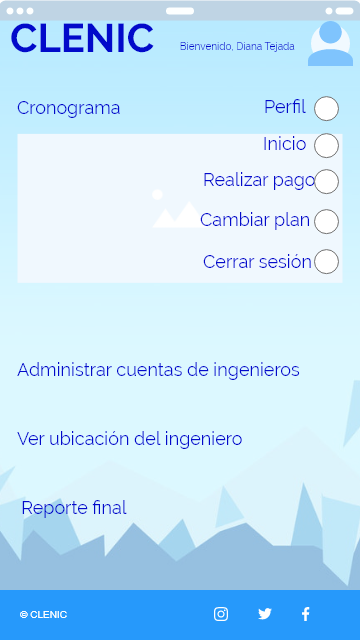 CLENIC
Bienvenido, Diana Tejada
Cronograma
Perfil
Inicio
Realizar pago
Cambiar plan
Cerrar sesión
Administrar cuentas de ingenieros
Ver ubicación del ingeniero
Reporte final
© CLENIC